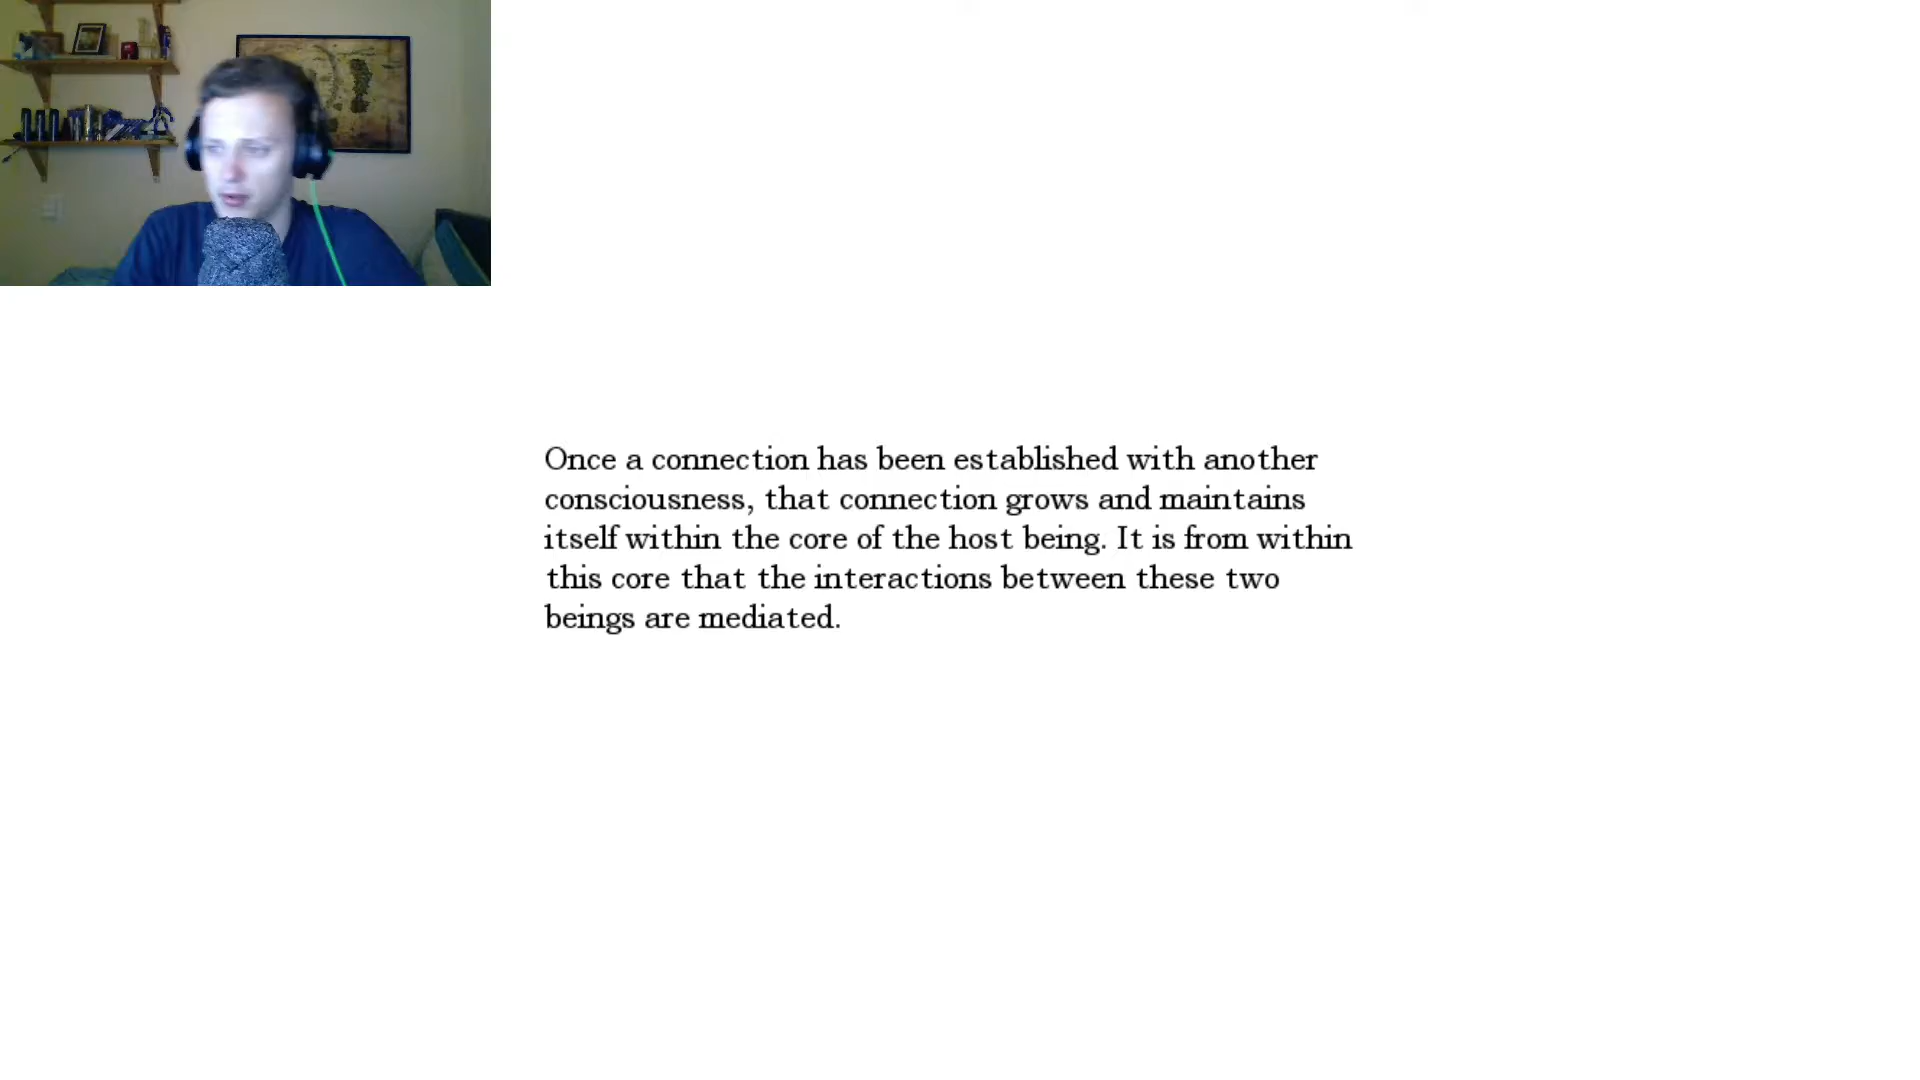 Once a connection has been established with another
consciousness, that connection grows and maintains
itself within the core of the host being. It is from within
this core that the interactions between these two
beings are mediated.